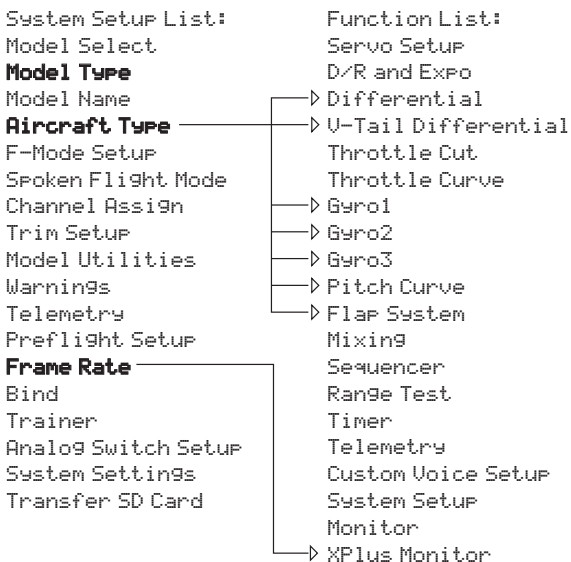 System Setup List:
Model Select
Model Type
Model Name
Aircraft Type
F-Mode Setup
Spoken Flight Mode
Channel Assign
Trim Setup
Model Utilities
Warnings
Telemetry
Preflight Setup
Frame Rate
Bind
Trainer
Analog Switch Setup
System Settings
Transfer SD Card
Function List:
Servo Setup
D/R and Expo
Differential
V-Tail Differential
Throttle Cut
Throttle Curve
Gyro1
Gyro2
Gyro3
Pitch Curve
Flap System
Mixing
Sequencer
Range Test
Timer
Telemetry
Custom Voice Setup
System Setup
Monitor
XPlus Monitor